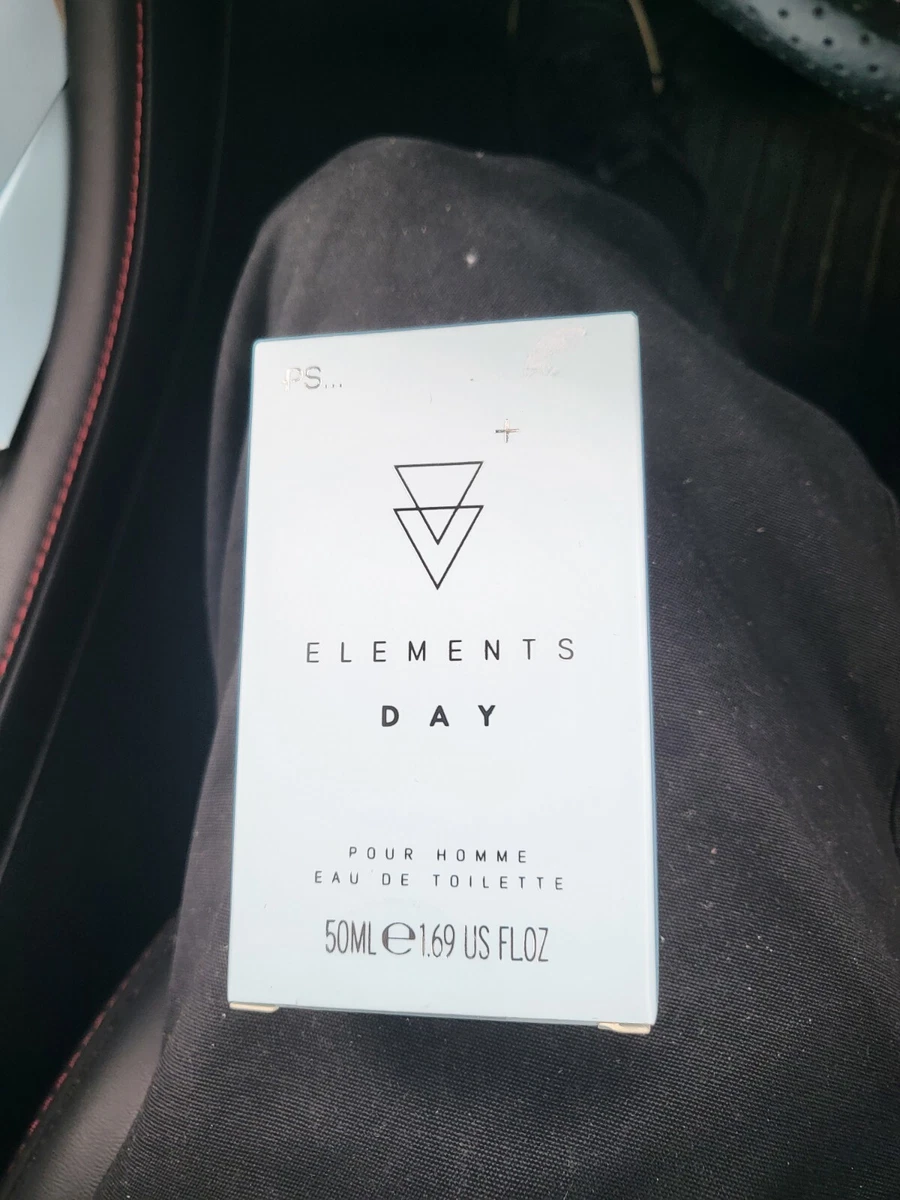 PS...
ELEMENTS
DAY
POUR HOMME
EAU DE TOILETTE
50ML e 1.69 US FLOZ